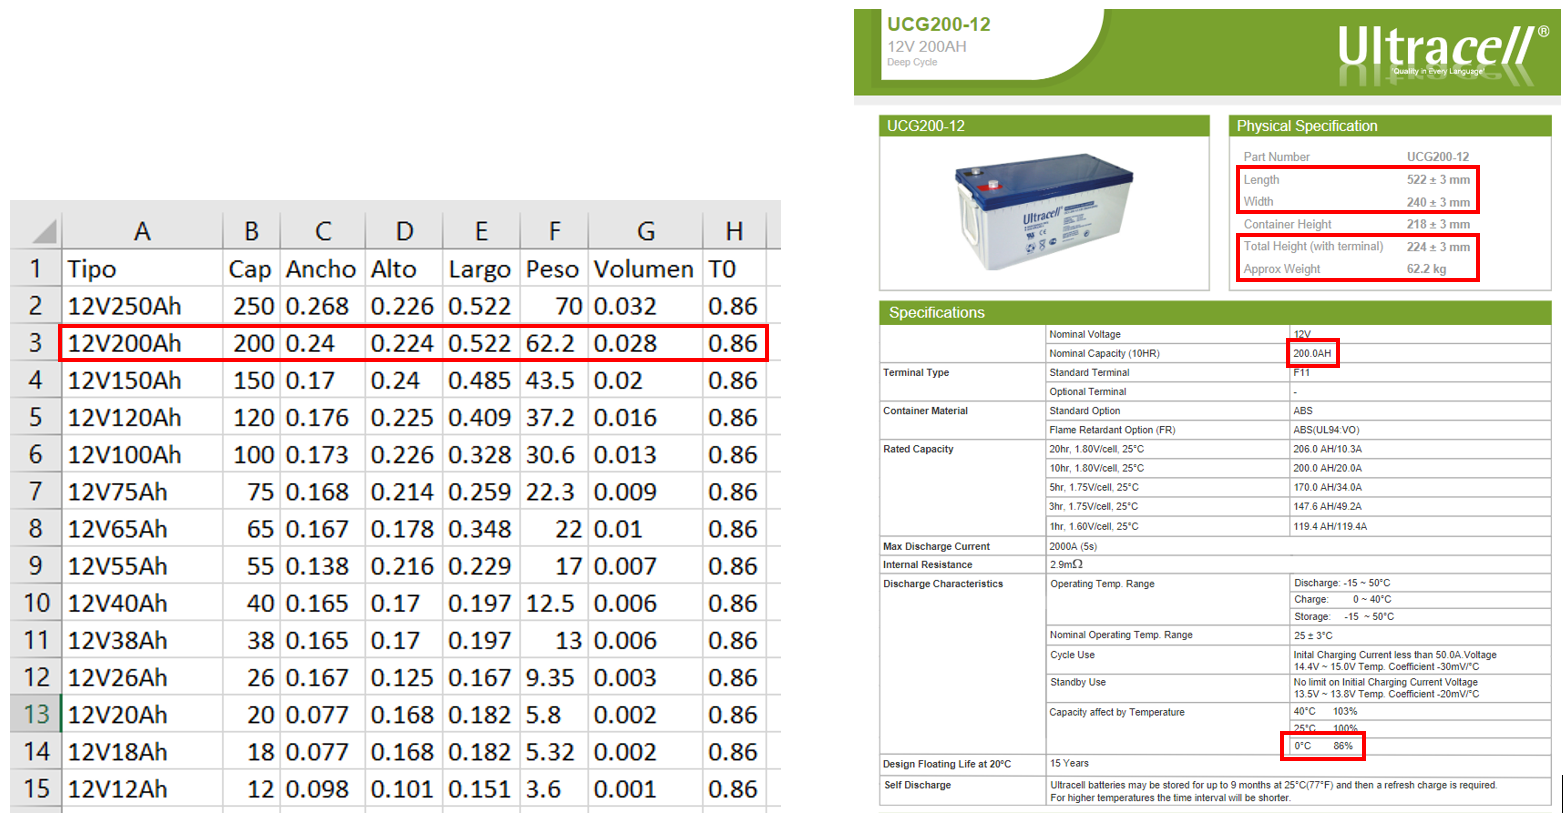 A B C D E F G H
1 Tipo Cap Ancho Alto Largo Peso Volumen T0
2 12V250Ah 250 0.268 0.226 0.522 70 0.032 0.86
3 12V200Ah 200 0.24 0.224 0.522 62.2 0.028 0.86
4 12V150Ah 150 0.17 0.24 0.485 43.5 0.02 0.86
5 12V120Ah 120 0.176 0.225 0.409 37.2 0.016 0.86
6 12V100Ah 100 0.173 0.226 0.328 30.6 0.013 0.86
7 12V75Ah 75 0.168 0.214 0.259 22.3 0.009 0.86
8 12V65Ah 65 0.167 0.178 0.348 22 0.01 0.86
9 12V55Ah 55 0.138 0.216 0.229 17 0.007 0.86
10 12V40Ah 40 0.165 0.17 0.197 12.5 0.006 0.86
11 12V38Ah 38 0.165 0.17 0.197 13 0.006 0.86
12 12V26Ah 26 0.167 0.125 0.167 9.35 0.003 0.86
13 12V20Ah 20 0.077 0.168 0.182 5.8 0.002 0.86
14 12V18Ah 18 0.077 0.168 0.182 5.32 0.002 0.86
15 12V12Ah 12 0.098 0.101 0.151 3.6 0.001 0.86
UCG200-12
12V 200AH
Deep Cycle
Ultracell ®
"Quality in Every Language"
UCG200-12
Ultracell
Physical Specification
Part Number UCG200-12
Length 522 ± 3 mm
Width 240 ± 3 mm
Container Height 218 ± 3 mm
Total Height (with terminal) 224 ± 3 mm
Approx Weight 62.2 kg
Specifications
Nominal Voltage 12V
Nominal Capacity (10HR) 200.0AH
Terminal Type Standard Terminal F11
Optional Terminal -
Container Material Standard Option ABS
Flame Retardant Option (FR) ABS(UL94:VO)
Rated Capacity 20hr, 1.80V/cell, 25°C 206.0 AH/10.3A
10hr, 1.80V/cell, 25°C 200.0 AH/20.0A
5hr, 1.75V/cell, 25°C 170.0 AH/34.0A
3hr, 1.75V/cell, 25°C 147.6 AH/49.2A
1hr, 1.60V/cell, 25°C 119.4 AH/119.4A
Max Discharge Current 2000A (5s)
Internal Resistance 2.9mΩ
Discharge Characteristics Operating Temp. Range Discharge: -15 ~ 50°C
Charge: 0 ~ 40°C
Storage: -15 ~ 50°C
Nominal Operating Temp. Range 25 ± 3°C
Cycle Use Inital Charging Current less than 50.0A.Voltage
14.4V ~ 15.0V Temp. Coefficient -30mV/°C
Standby Use No limit on Initial Charging Current Voltage
13.5V ~ 13.8V Temp. Coefficient -20mV/°C
Capacity affect by Temperature 40°C 103%
25°C 100%
0°C 86%
Design Floating Life at 20°C 15 Years
Self Discharge Ultracell batteries may be stored for up to 9 months at 25°C(77°F) and then a refresh charge is required.
For higher temperatures the time interval will be shorter.